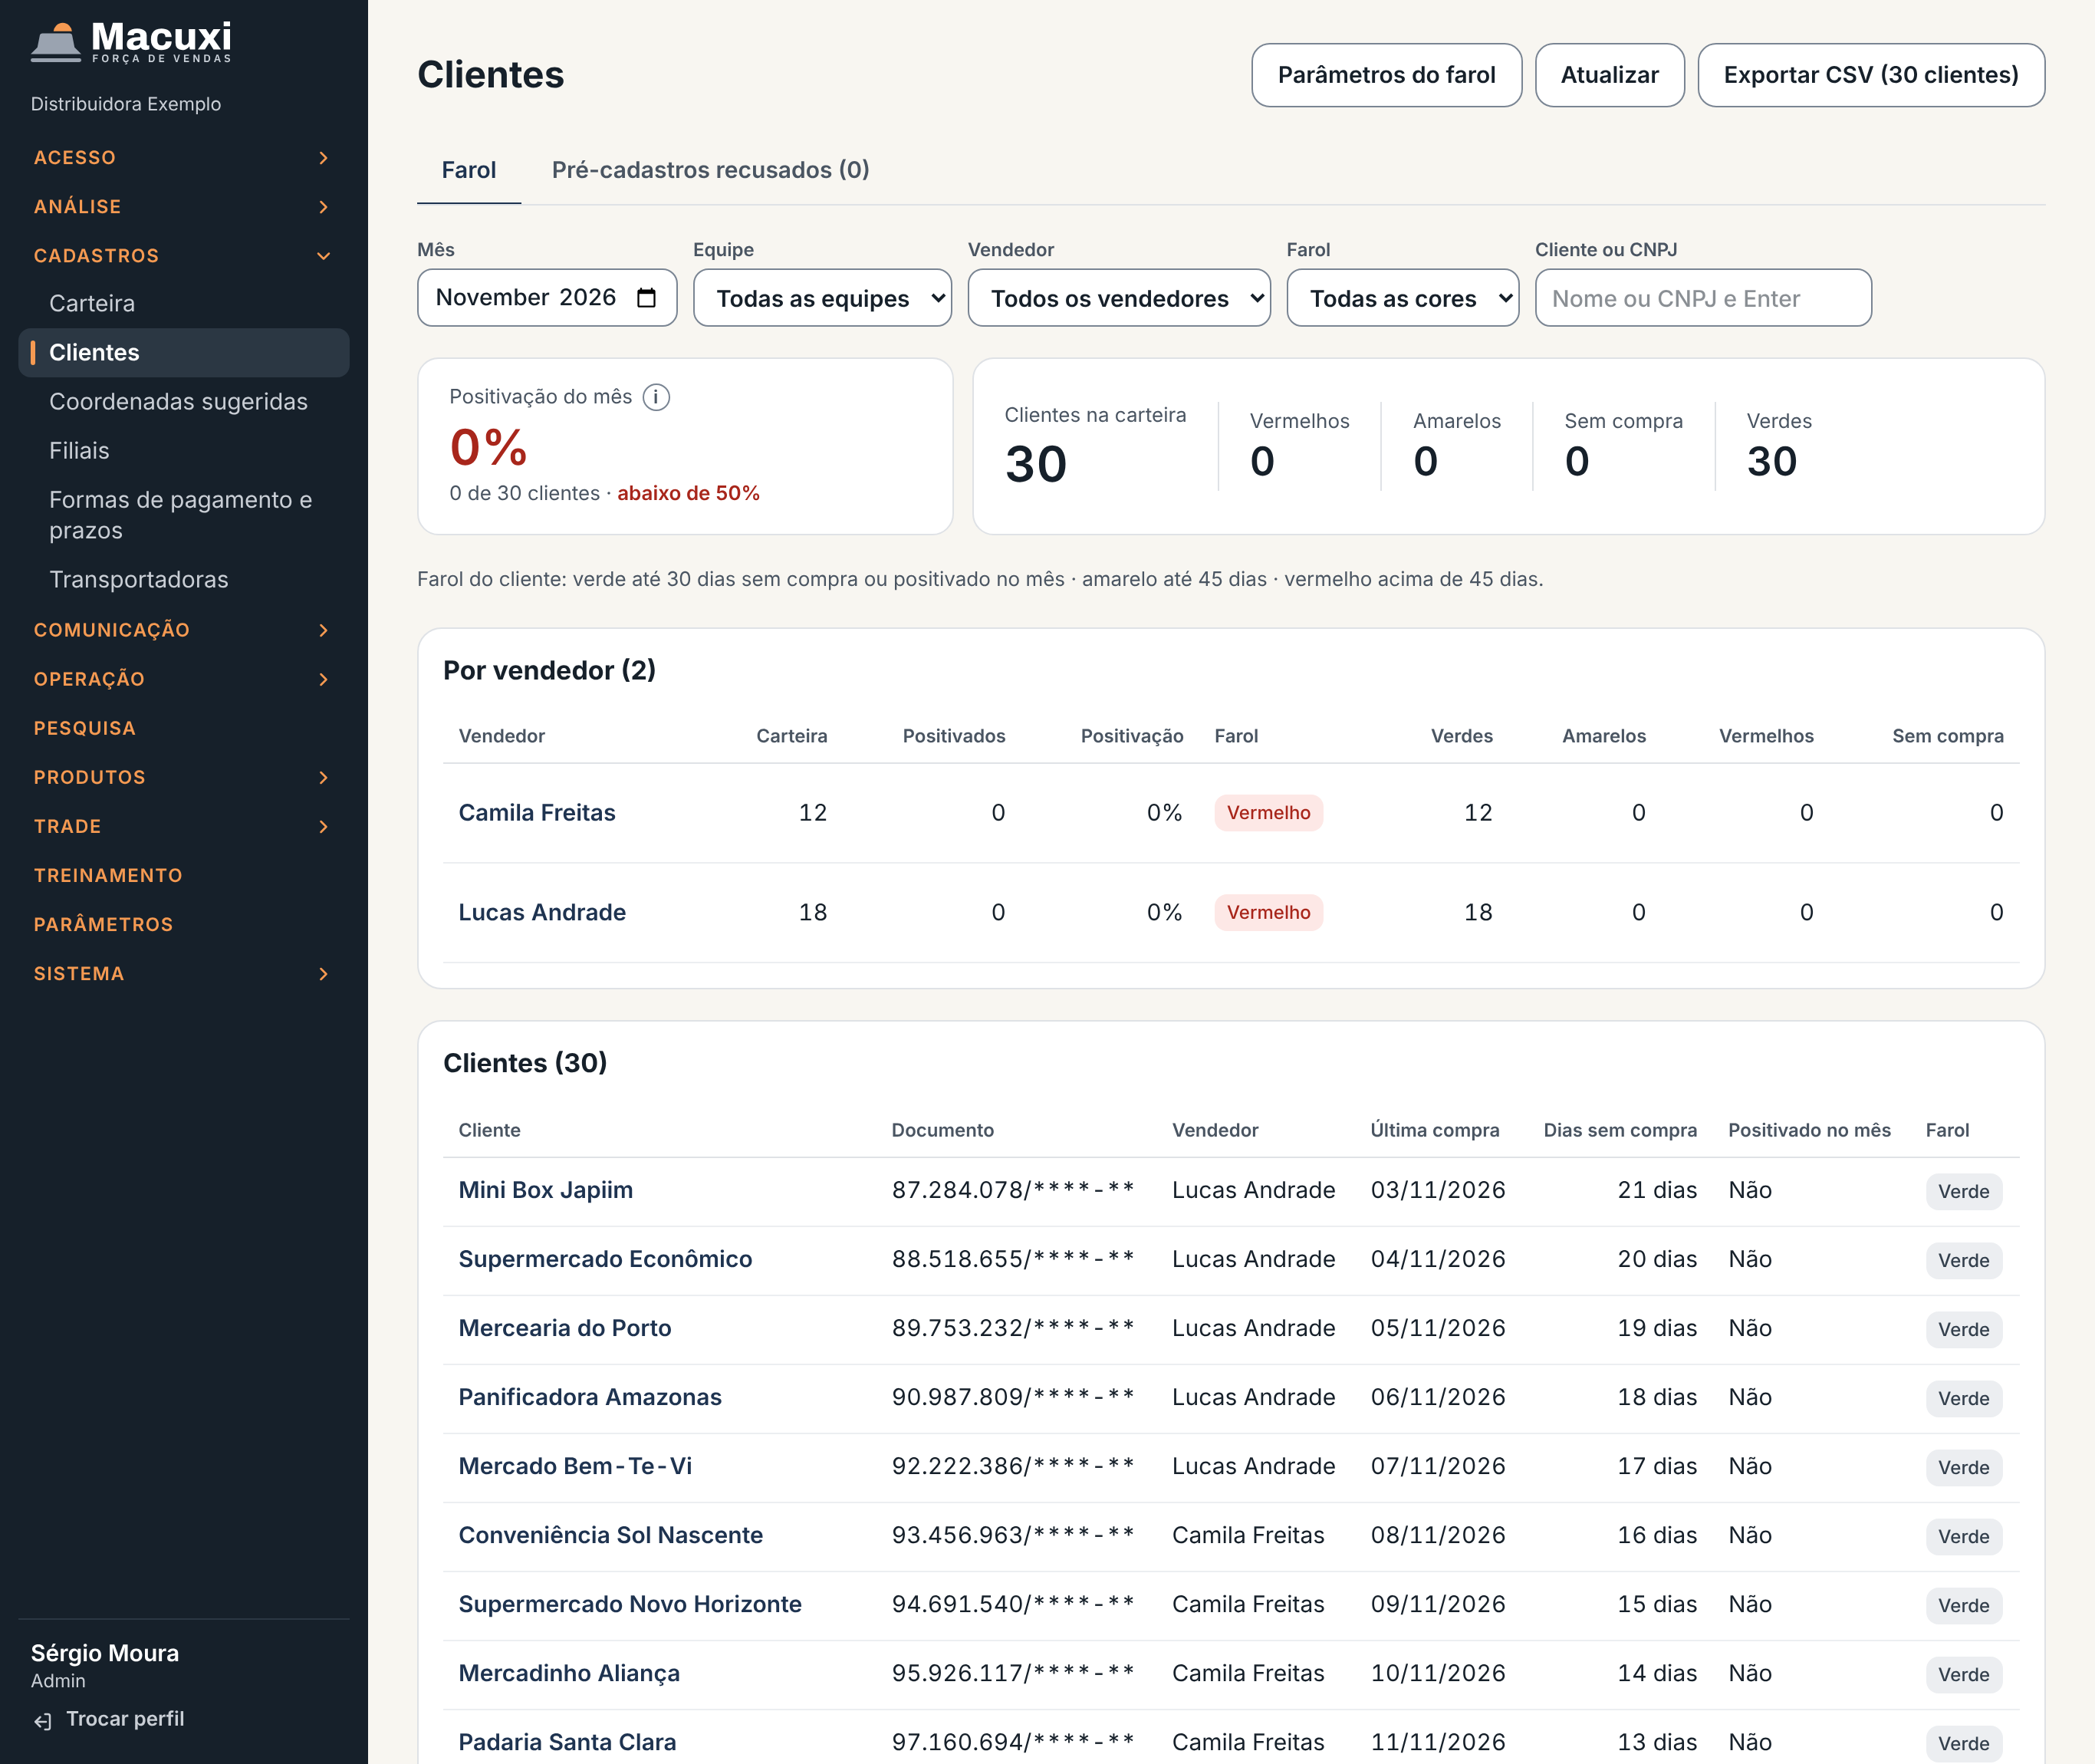 Macuxi
FORÇA DE VENDAS
Distribuidora Exemplo
ACESSO
ANÁLISE
CADASTROS
Carteira
Clientes
Coordenadas sugeridas
Filiais
Formas de pagamento e
prazos
Transportadoras
COMUNICAÇÃO
OPERAÇÃO
PESQUISA
PRODUTOS
TRADE
TREINAMENTO
PARÂMETROS
SISTEMA
Sérgio Moura
Admin
Trocar perfil
Clientes
Parâmetros do farol
Atualizar
Exportar CSV (30 clientes)
Farol
Pré-cadastros recusados (0)
Mês Equipe Vendedor Farol Cliente ou CNPJ
November 2026 Todas as equipes Todos os vendedores Todas as cores Nome ou CNPJ e Enter
Positivação do mês i
0%
0 de 30 clientes · abaixo de 50%
Clientes na carteira Vermelhos Amarelos Sem compra Verdes
30 0 0 0 30
Farol do cliente: verde até 30 dias sem compra ou positivado no mês · amarelo até 45 dias · vermelho acima de 45 dias.
Por vendedor (2)
Vendedor Carteira Positivados Positivação Farol Verdes Amarelos Vermelhos Sem compra
Camila Freitas 12 0 0% Vermelho 12 0 0 0
Lucas Andrade 18 0 0% Vermelho 18 0 0 0
Clientes (30)
Cliente Documento Vendedor Última compra Dias sem compra Positivado no mês Farol
Mini Box Japiim 87.284.078/****-** Lucas Andrade 03/11/2026 21 dias Não Verde
Supermercado Econômico 88.518.655/****-** Lucas Andrade 04/11/2026 20 dias Não Verde
Mercearia do Porto 89.753.232/****-** Lucas Andrade 05/11/2026 19 dias Não Verde
Panificadora Amazonas 90.987.809/****-** Lucas Andrade 06/11/2026 18 dias Não Verde
Mercado Bem-Te-Vi 92.222.386/****-** Lucas Andrade 07/11/2026 17 dias Não Verde
Conveniência Sol Nascente 93.456.963/****-** Camila Freitas 08/11/2026 16 dias Não Verde
Supermercado Novo Horizonte 94.691.540/****-** Camila Freitas 09/11/2026 15 dias Não Verde
Mercadinho Aliança 95.926.117/****-** Camila Freitas 10/11/2026 14 dias Não Verde
Padaria Santa Clara 97.160.694/****-** Camila Freitas 11/11/2026 13 dias Não Verde